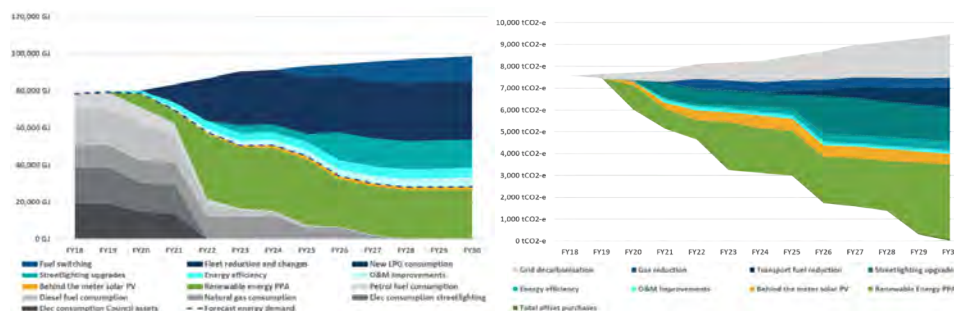 120,000 GJ
100,000 GJ
80,000 GJ
60,000 GJ
40,000 GJ
20,000 GJ
0 GJ
FY18 FY19 FY20 FY21 FY22 FY23 FY24 FY25 FY26 FY27 FY28 FY29 FY30
Fuel switching Fleet reduction and changes New LPG consumption
Streetlighting upgrades Energy efficiency O&M Improvements
Behind the meter solar PV Renewable energy PPA Petrol fuel consumption
Diesel fuel consumption Natural gas consumption Elec consumption streetlighting
Elec consumption Council assets Forecast energy demand
10,000 tCO2-e
9,000 tCO2-e
8,000 tCO2-e
7,000 tCO2-e
6,000 tCO2-e
5,000 tCO2-e
4,000 tCO2-e
3,000 tCO2-e
2,000 tCO2-e
1,000 tCO2-e
0 tCO2-e
FY18 FY19 FY20 FY21 FY22 FY23 FY24 FY25 FY26 FY27 FY28 FY29 FY3
Grid decarbonisation Gas reduction Transport fuel reduction Streetlighting upgrade
Energy efficiency O&M Improvements Behind the meter solar PV Renewable Energy PPA
Total offset purchases